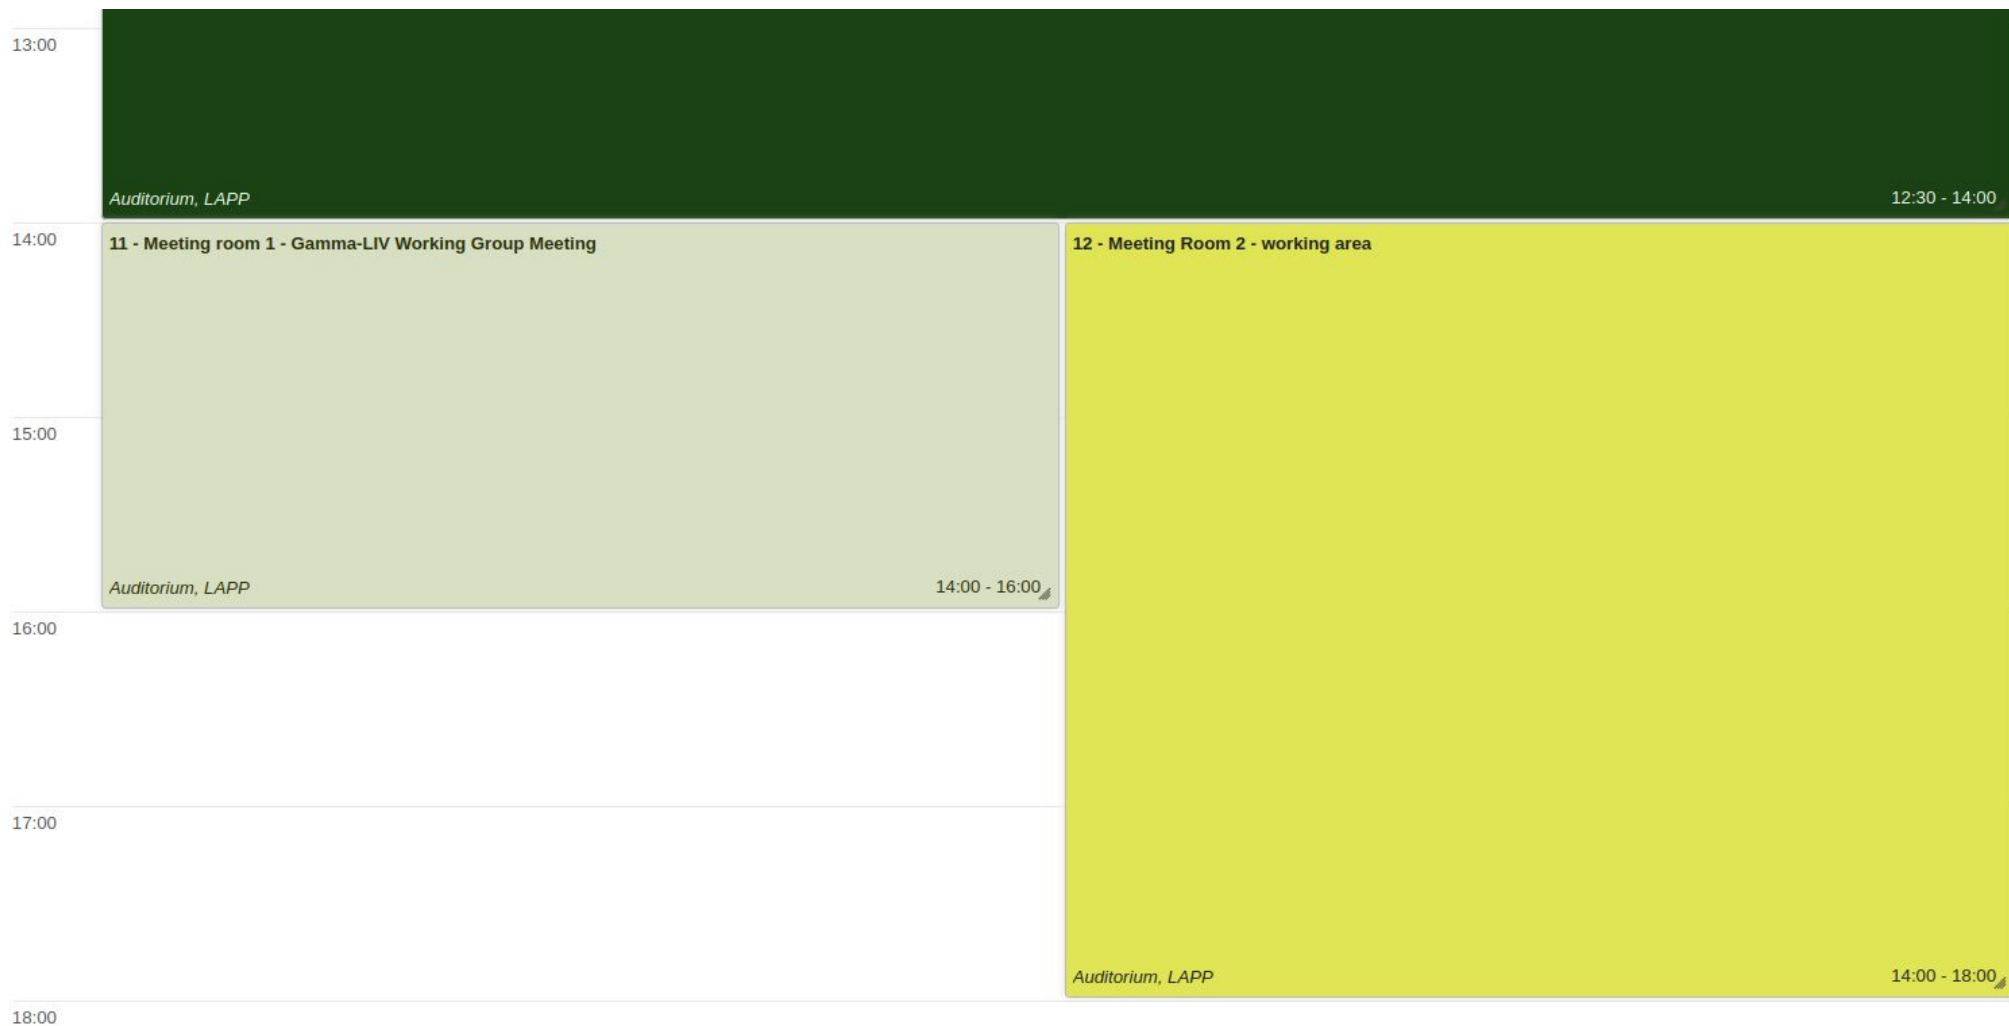 13:00
Auditorium, LAPP
12:30 - 14:00
14:00
11 - Meeting room 1 - Gamma-LIV Working Group Meeting
12 - Meeting Room 2 - working area
15:00
Auditorium, LAPP
14:00 - 16:00
16:00
17:00
Auditorium, LAPP
14:00 - 18:00
18:00